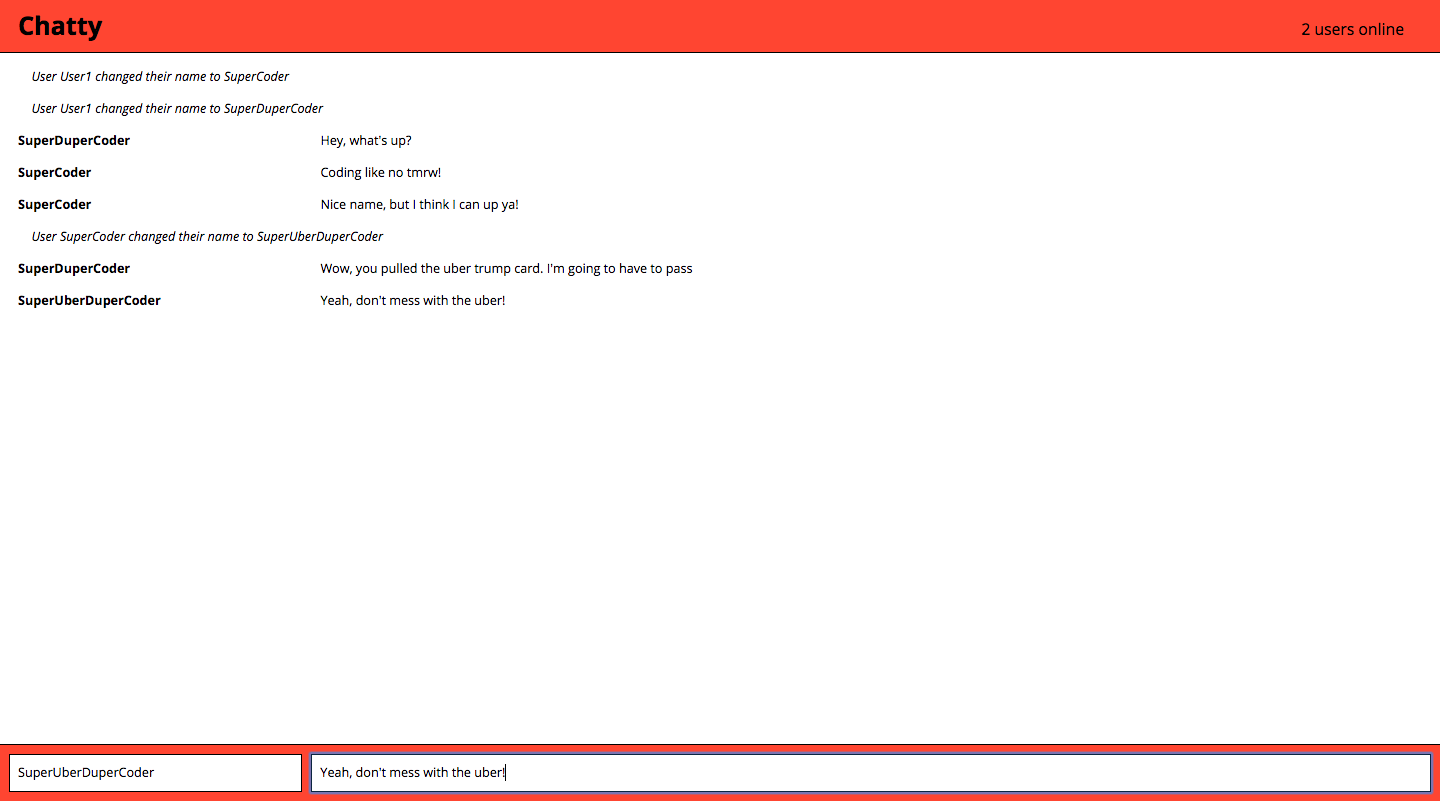 Chatty
2 users online
User User1 changed their name to SuperCoder
User User1 changed their name to SuperDuperCoder
SuperDuperCoder Hey, what's up?
SuperCoder Coding like no tmrw!
SuperCoder Nice name, but I think I can up ya!
User SuperCoder changed their name to SuperUberDuperCoder
SuperDuperCoder Wow, you pulled the uber trump card. I'm going to have to pass
SuperUberDuperCoder Yeah, don't mess with the uber!
SuperUberDuperCoder Yeah, don't mess with the uber!